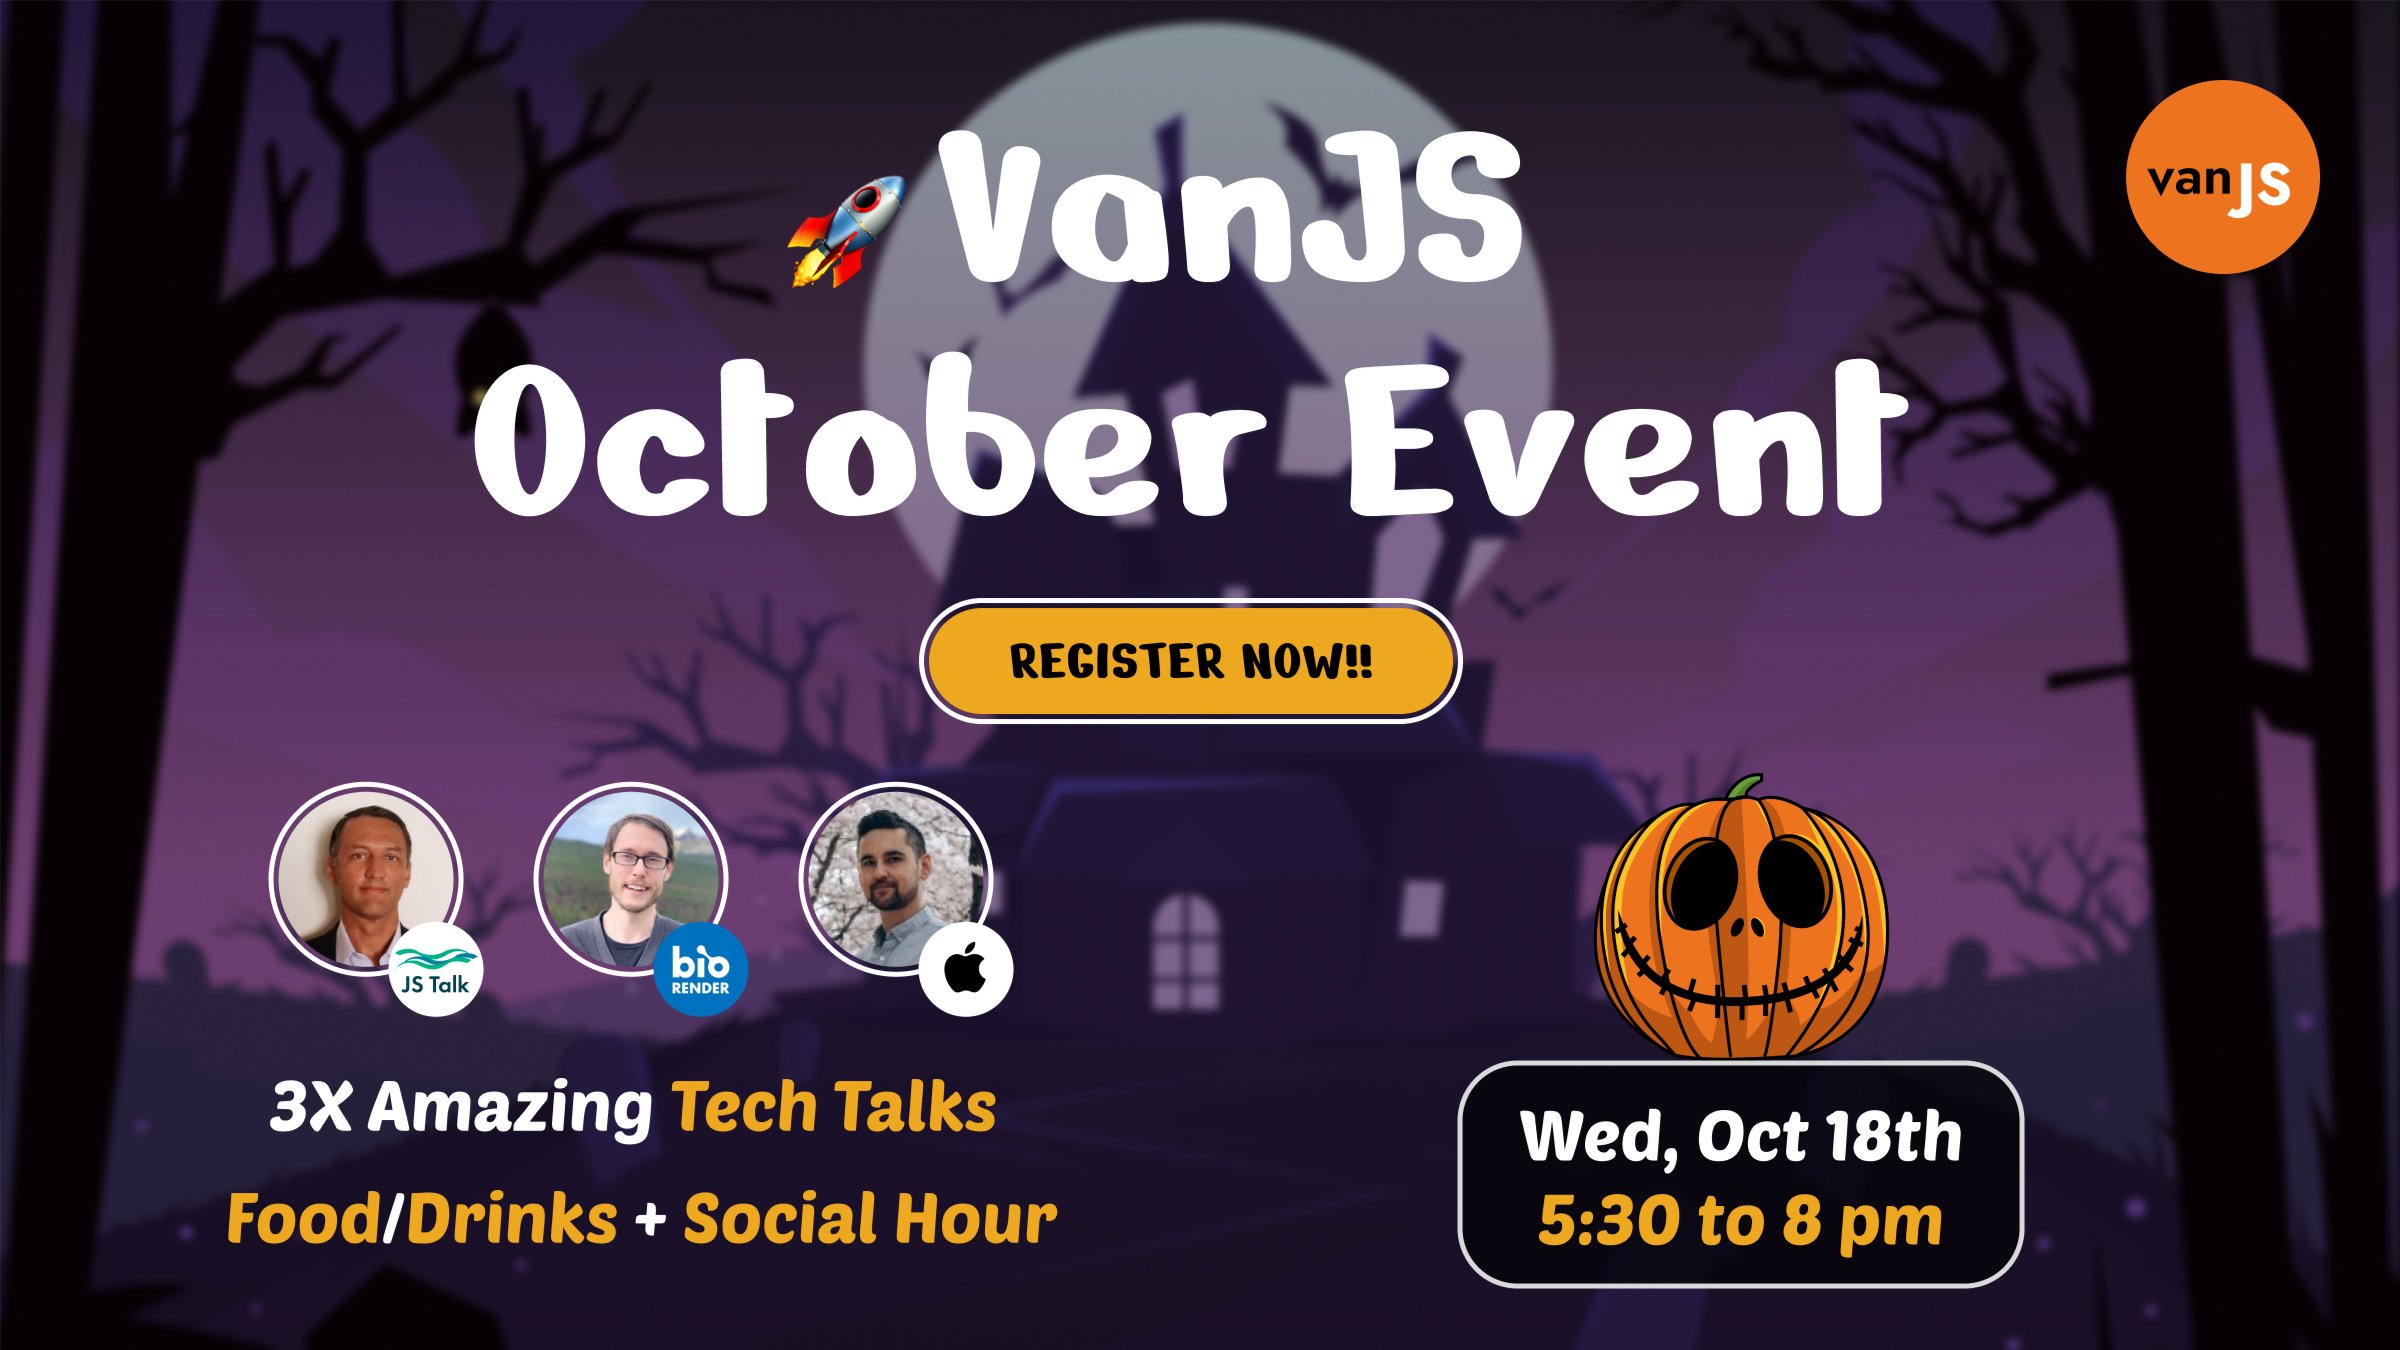 VanJS
vanJS
October Event
REGISTER NOW!!
JS Talk
bio
RENDER
3X Amazing Tech Talks
Food/Drinks + Social Hour
Wed, Oct 18th
5:30 to 8 pm